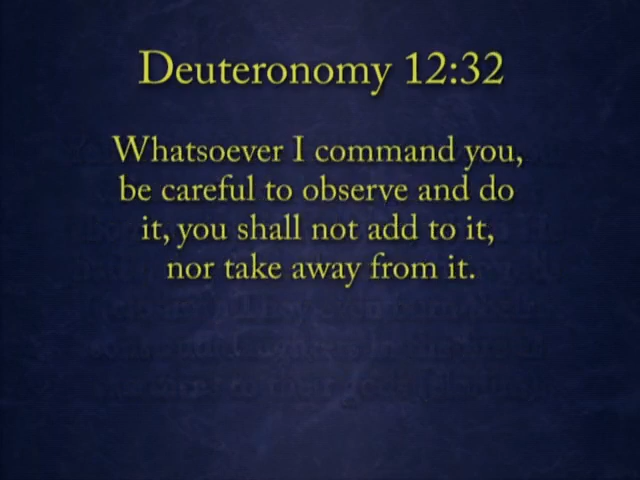 Deuteronomy 12:32
Whatsoever I command you,
be careful to observe and do
it, you shall not add to it,
nor take away from it.